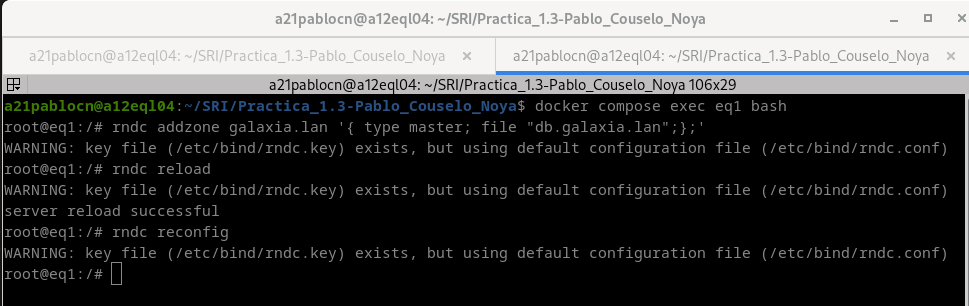 a21pablocn@a12eql04: ~/SRI/Practica_1.3-Pablo_Couselo_Noya
a21pablocn@a12eql04: ~/SRI/Practica_1.3-Pablo_Couselo_Noya
a21pablocn@a12eql04: ~/SRI/Practica_1.3-Pablo_Couselo_Noya
a21pablocn@a12eql04: ~/SRI/Practica_1.3-Pablo_Couselo_Noya 106x29
a21pablocn@a12eql04:~/SRI/Practica_1.3-Pablo_Couselo_Noya$ docker compose exec eq1 bash
root@eq1:/# rndc addzone galaxia.lan '{ type master; file "db.galaxia.lan";};'
WARNING: key file (/etc/bind/rndc.key) exists, but using default configuration file (/etc/bind/rndc.conf)
root@eq1:/# rndc reload
WARNING: key file (/etc/bind/rndc.key) exists, but using default configuration file (/etc/bind/rndc.conf)
server reload successful
root@eq1:/# rndc reconfig
WARNING: key file (/etc/bind/rndc.key) exists, but using default configuration file (/etc/bind/rndc.conf)
root@eq1:/#